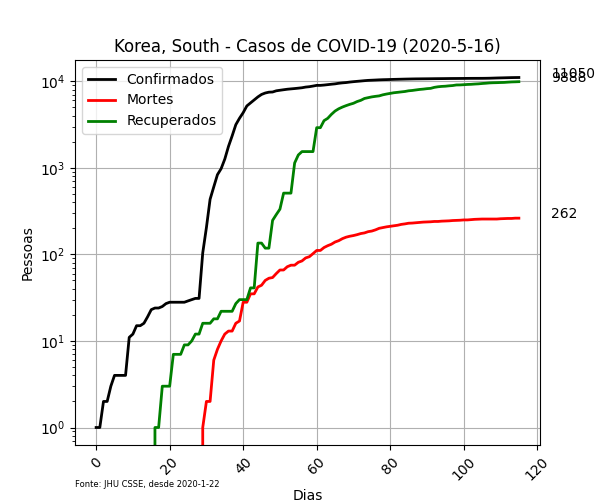 Korea, South - Casos de COVID-19 (2020-5-16)
Confirmados
Mortes
Recuperados
11050
9888
262
10^4
10^3
10^2
10^1
10^0
Pessoas
0
20
40
60
80
100
120
Fonte: JHU CSSE, desde 2020-1-22
Dias